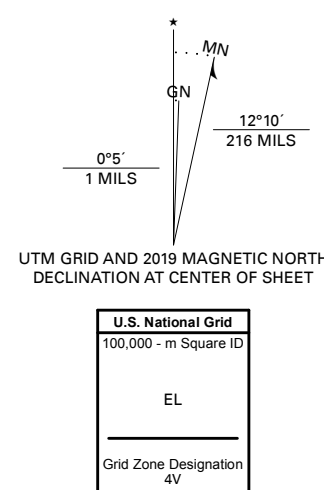 ★
MN
GN
12°10´
216 MILS
0°5´
1 MILS
UTM GRID AND 2019 MAGNETIC NORTH
DECLINATION AT CENTER OF SHEET
U.S. National Grid
100,000 - m Square ID
EL
Grid Zone Designation
4V